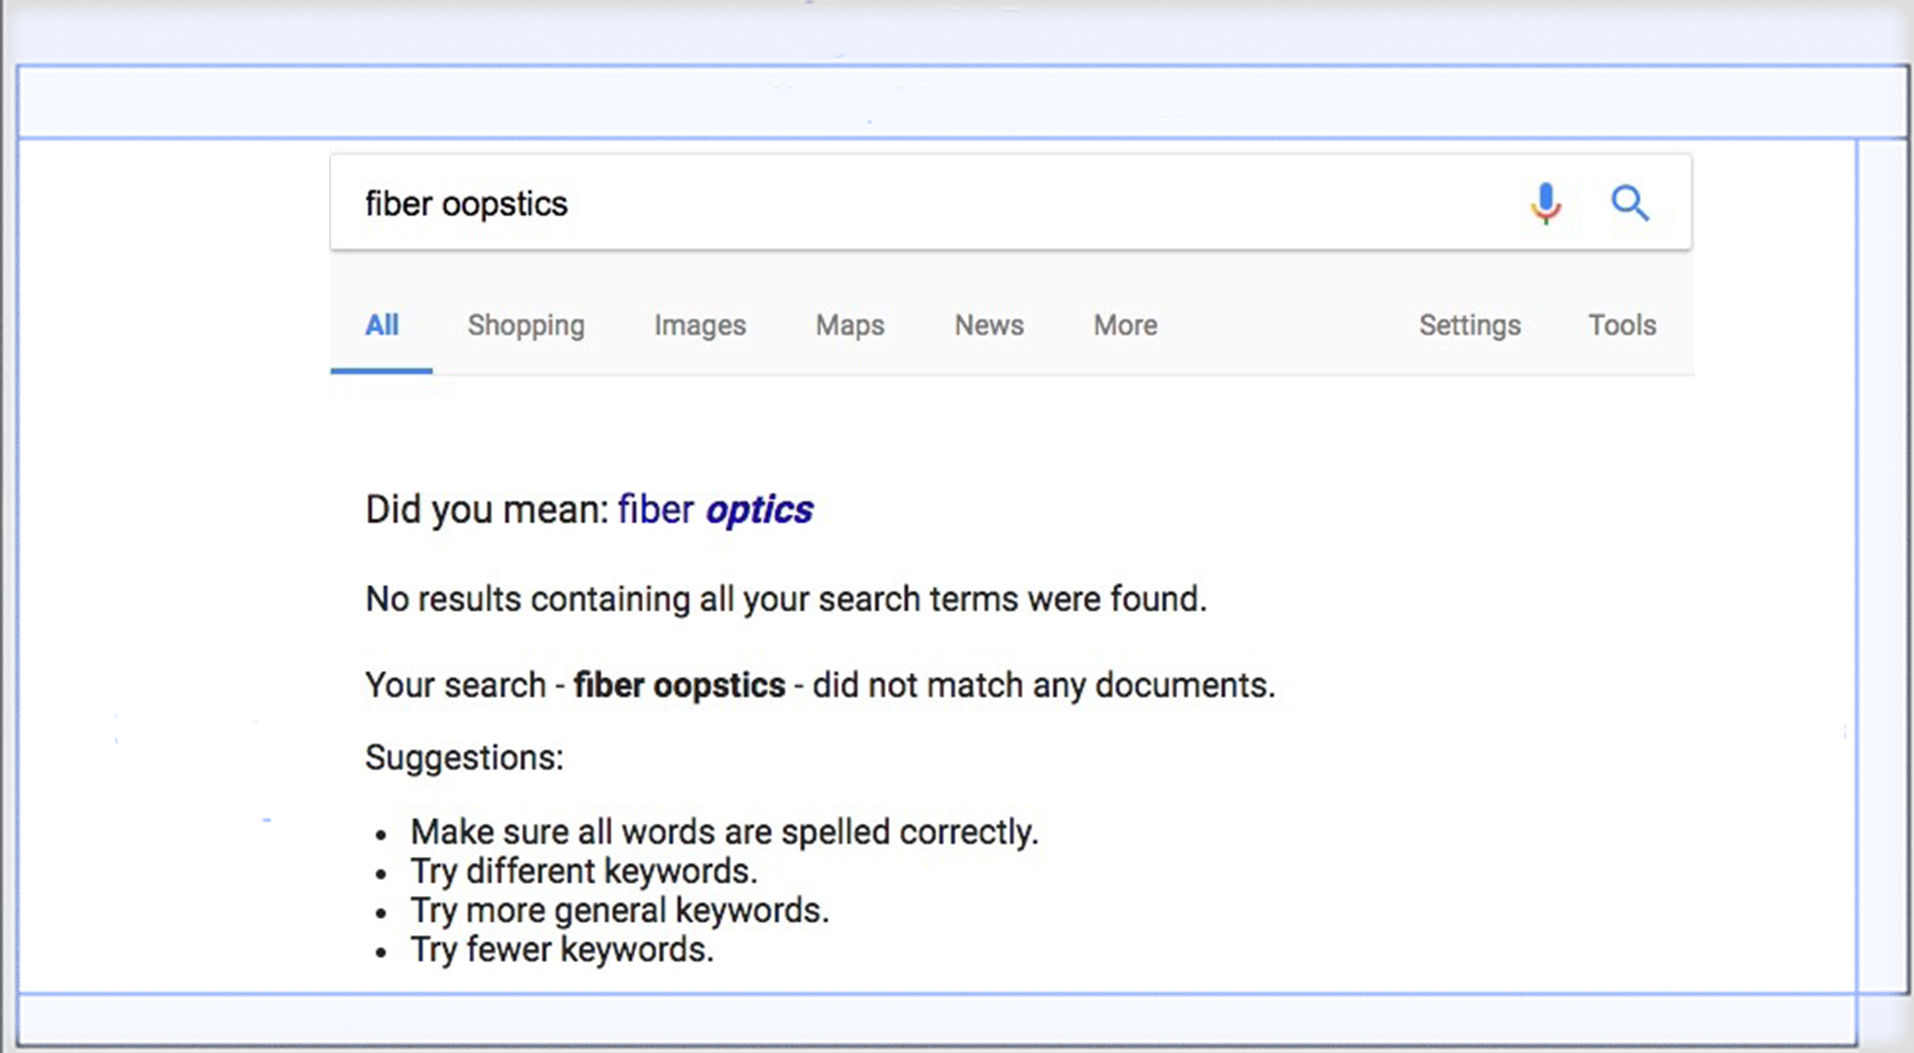 fiber oopstics
All Shopping Images Maps News More Settings Tools
Did you mean: fiber optics
No results containing all your search terms were found.
Your search - fiber oopstics - did not match any documents.
Suggestions:
• Make sure all words are spelled correctly.
• Try different keywords.
• Try more general keywords.
• Try fewer keywords.